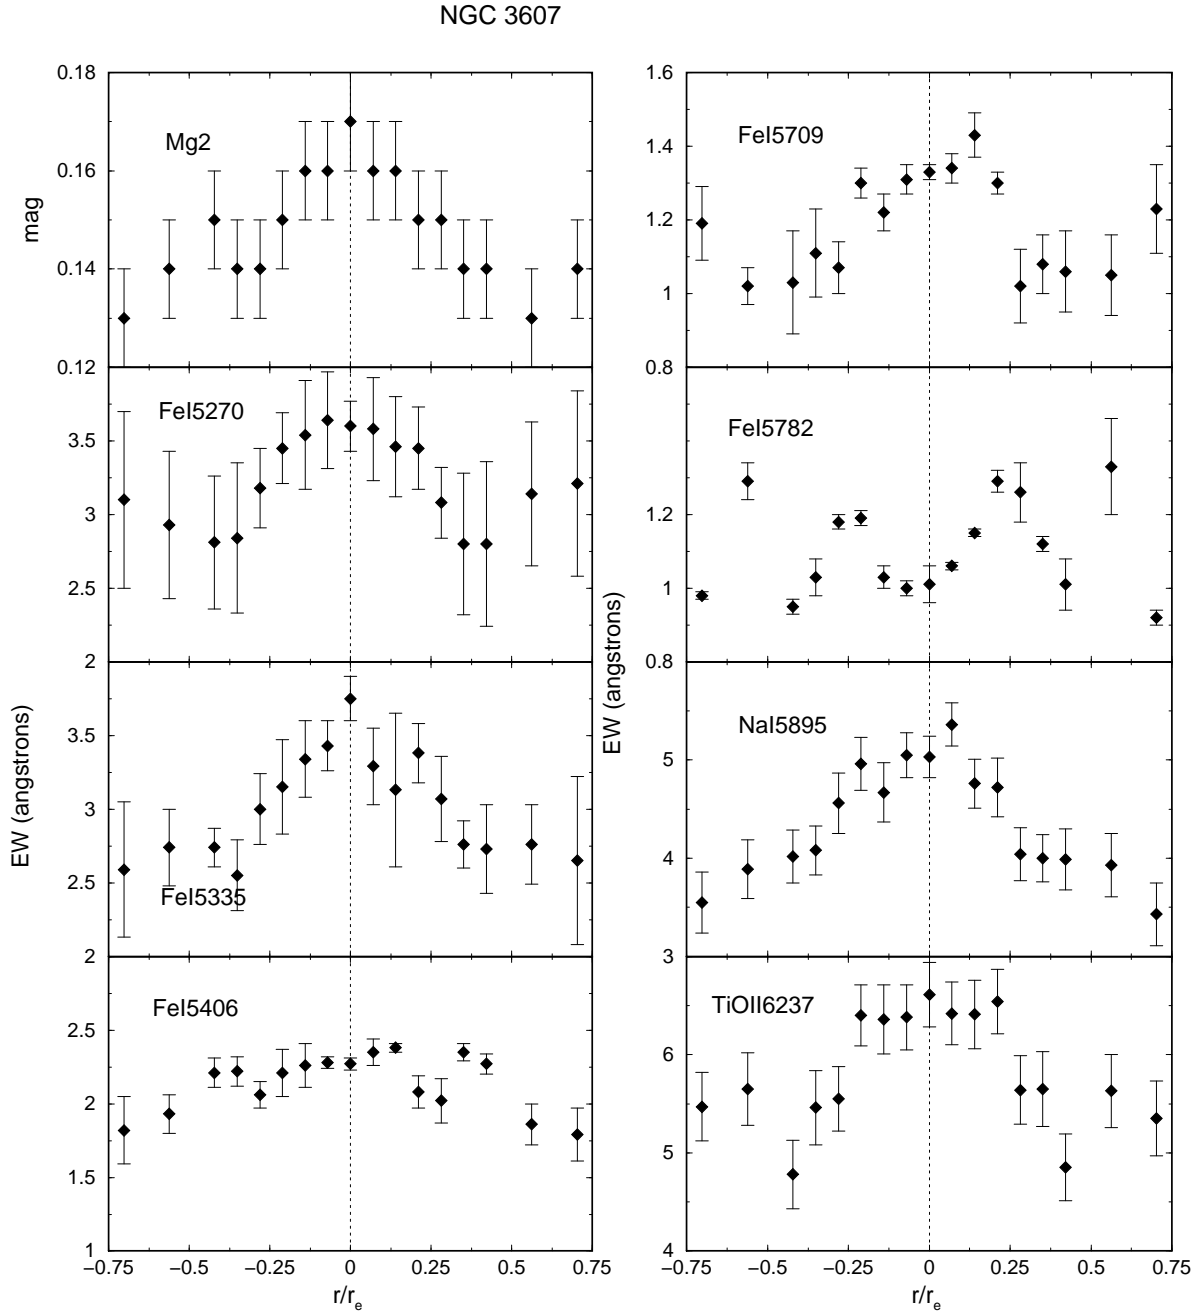 NGC 3607
0.18
0.16
0.14
0.12
mag
Mg2
3.5
3
2.5
2
FeI5270
3.5
3
2.5
2
EW (angstrons)
FeI5335
2.5
2
1.5
1
FeI5406
−0.75 −0.5 −0.25 0 0.25 0.5 0.75
r/re
1.6
1.4
1.2
1
0.8
FeI5709
1.2
1
0.8
FeI5782
EW (angstrons)
5
4
3
NaI5895
6
5
4
TiOII6237
−0.75 −0.5 −0.25 0 0.25 0.5 0.75
r/re